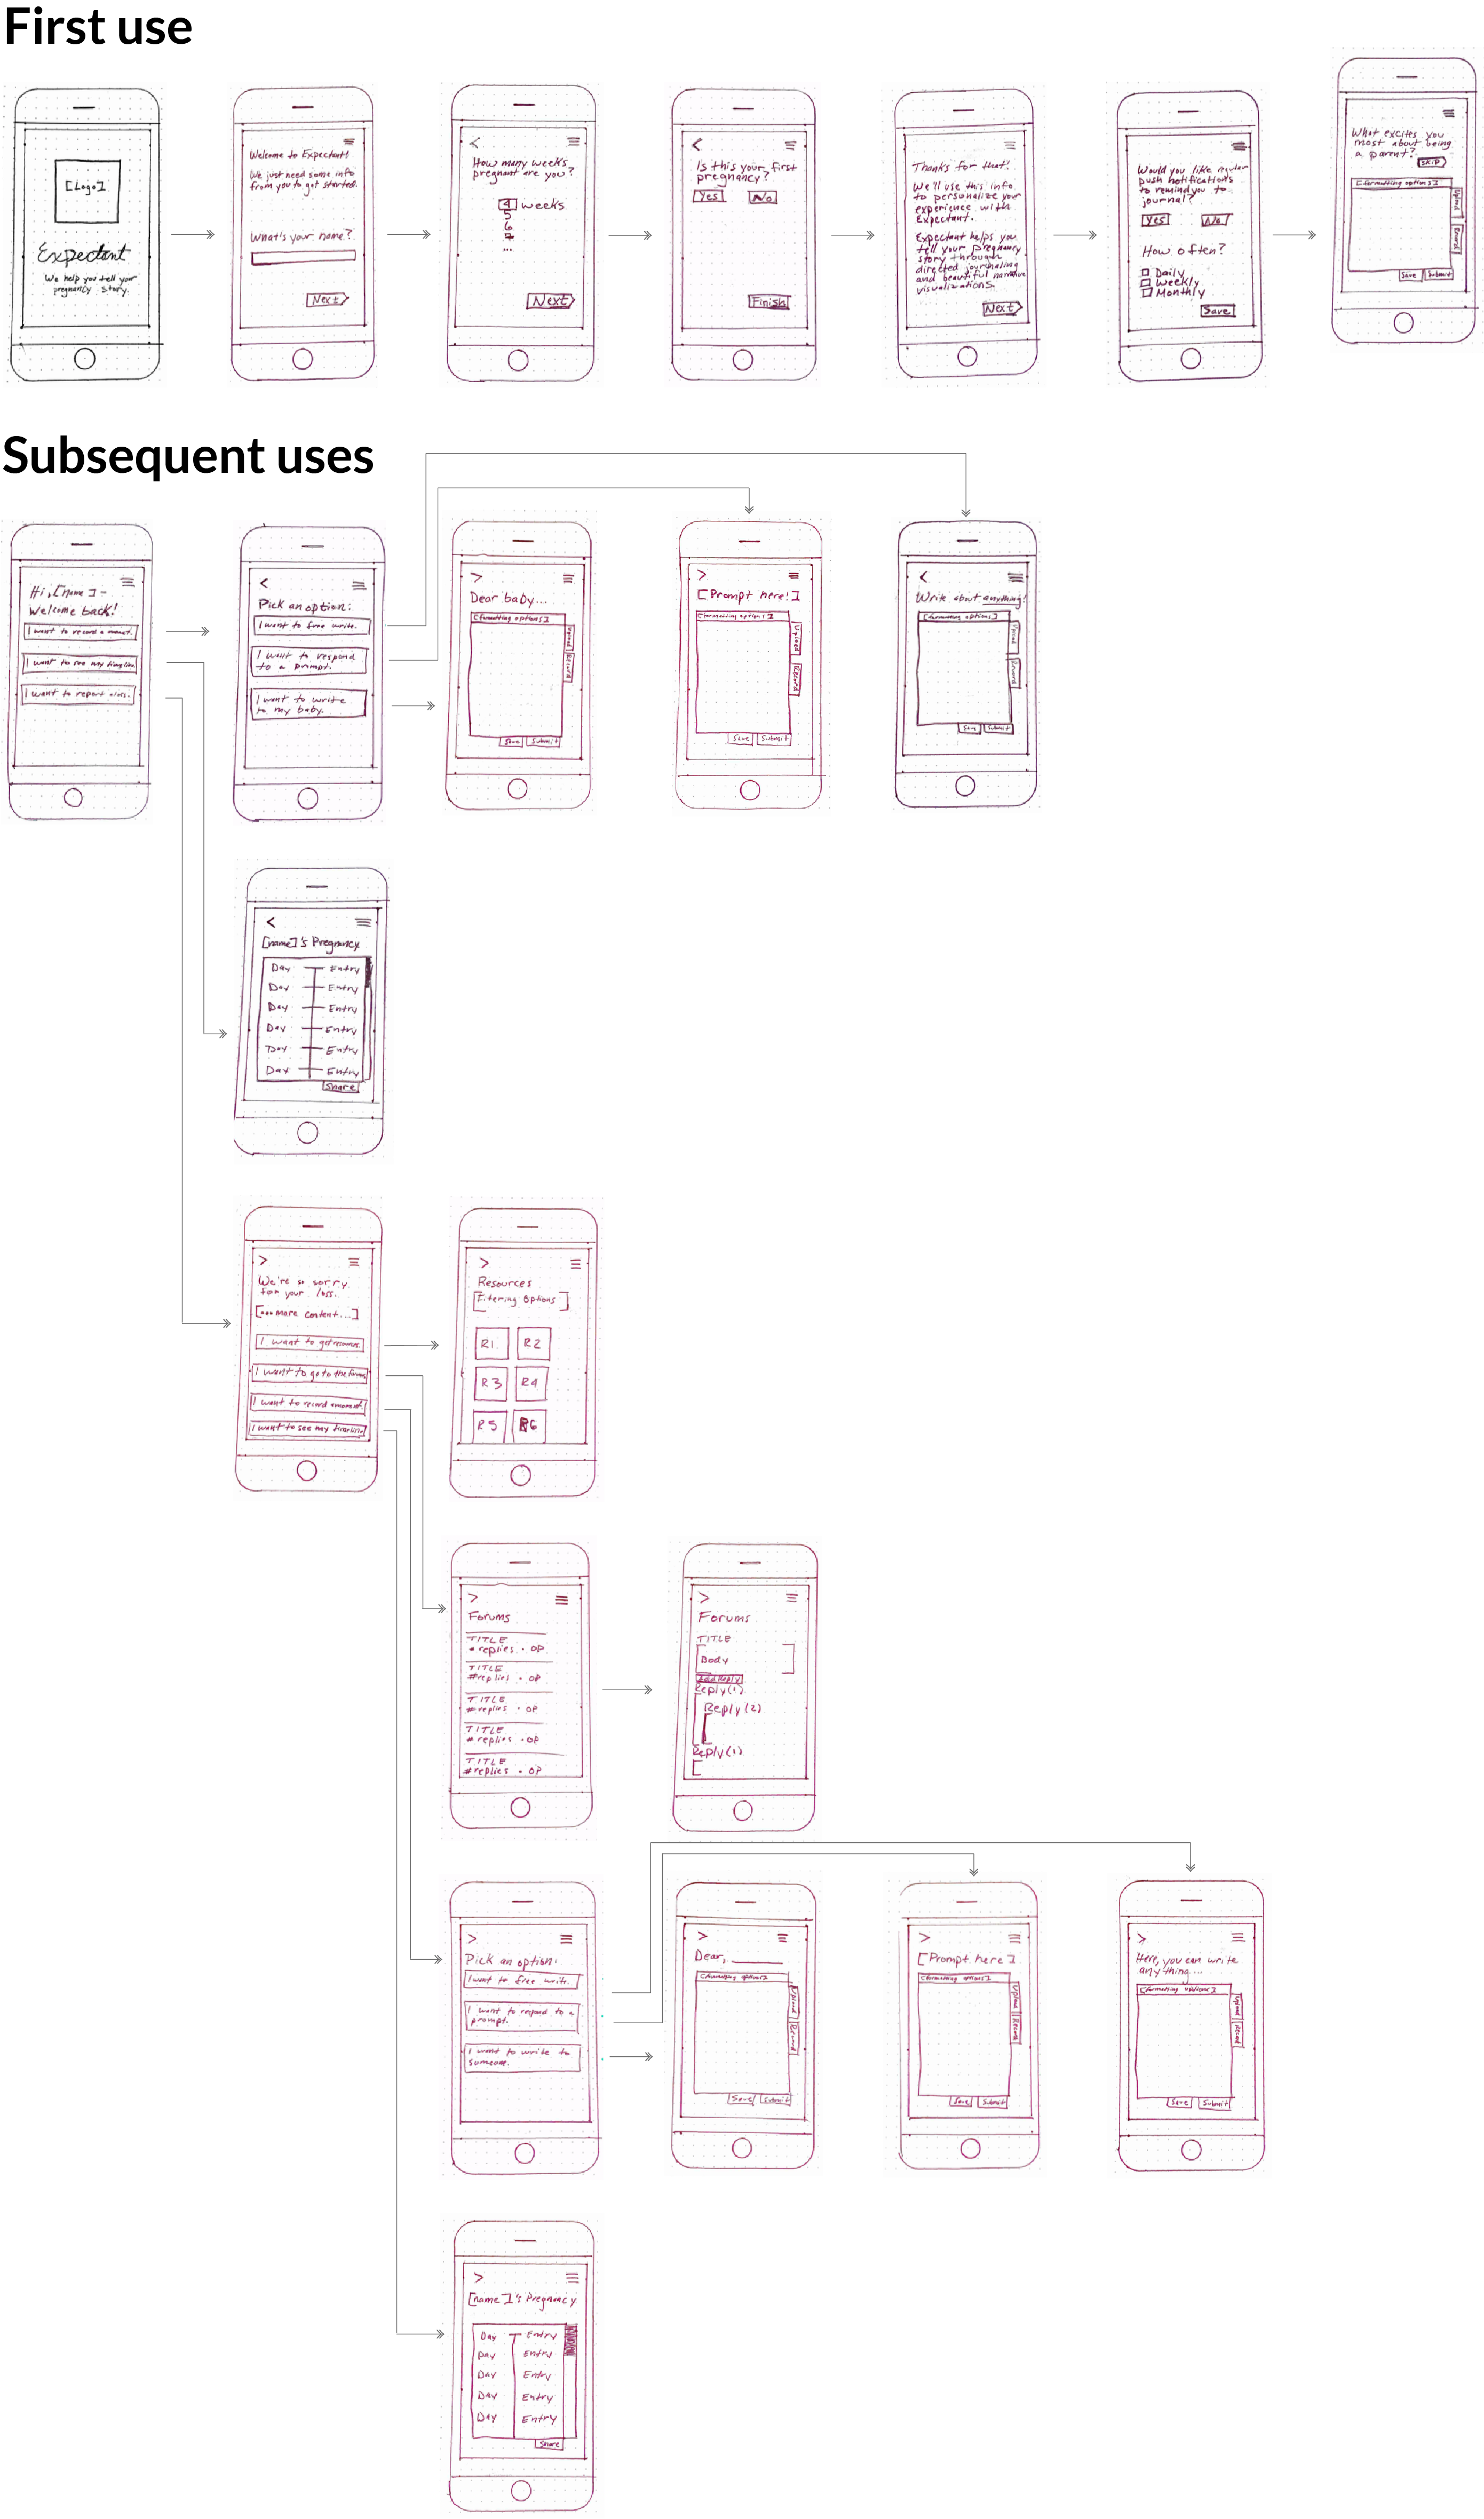 First use
[Logo]
Expectant
We help you tell your
pregnancy story.
Welcome to Expectant!
We just need some info
from you to get started.
What's your name?
Next
<
How many weeks
pregnant are you?
4 weeks
5
6
7
...
Next
<
Is this your first
pregnancy?
Yes No
Finish
Thanks for that!
We'll use this info
to personalize your
experience with
Expectant.
Expectant helps you
tell your pregnancy
story through
directed journaling
and beautiful narrative
visualizations.
Next
Would you like regular
push notifications
to remind you to
journal?
Yes No
How often?
Daily
Weekly
Monthly
Save
What excites you
most about being
a parent?
Skip
[formatting options]
Upload
Record
Save Submit
Subsequent uses
Hi, [name] -
Welcome back!
I want to record a moment.
I want to see my timeline.
I want to report a loss.
<
Pick an option:
I want to free write.
I want to respond
to a prompt.
I want to write
to my baby.
>
Dear baby...
[formatting options]
Upload
Record
Save Submit
>
[Prompt here!]
[formatting options]
Upload
Record
Save Submit
<
Write about anything!
[formatting options]
Upload
Record
Save Submit
<
[name]'s Pregnancy
Day Entry
Day Entry
Day Entry
Day Entry
Day Entry
Day Entry
Share
>
We're so sorry
for your loss.
[...more content...]
I want to get resources.
I want to go to the forums
I want to record a moment.
I want to see my timeline
>
Resources
[Fitering Options]
R1 R2
R3 R4
R5 R6
>
Forums
TITLE
# replies • OP
TITLE
# replies • OP
TITLE
# replies • OP
TITLE
# replies • OP
TITLE
# replies • OP
>
Forums
TITLE
Body
Add Reply
Reply(1)
Reply(2)
Reply(1)
>
Pick an option:
I want to free write.
I want to respond to a
prompt.
I want to write to
someone.
>
Dear, ______
[formatting options]
Upload
Record
Save Submit
>
[Prompt here]
[formatting options]
Upload
Record
Save Submit
>
Here, you can write
anything...
[formatting options]
Upload
Record
Save Submit
>
[name]'s Pregnancy
Day Entry
Day Entry
Day Entry
Day Entry
Day Entry
Share